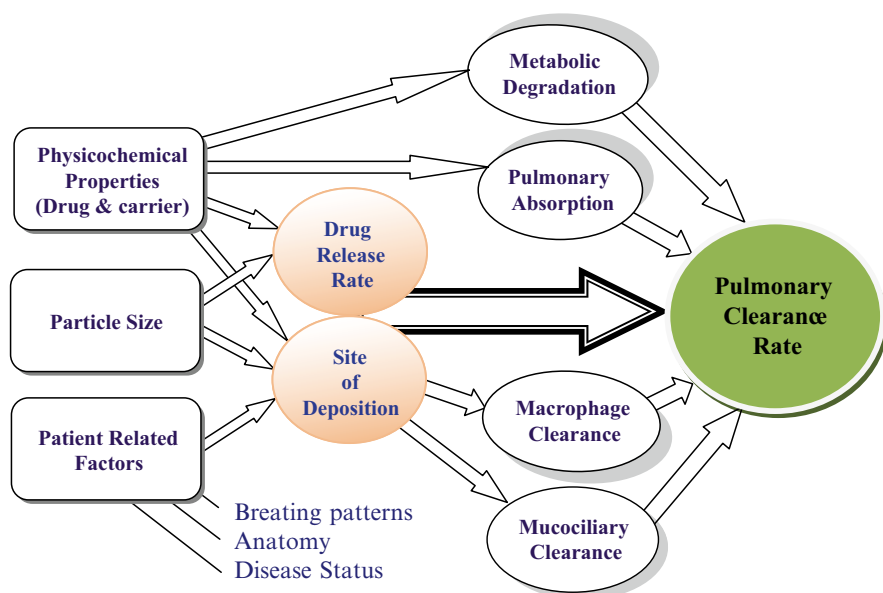 Metabolic
Degradation
Physicochemical
Properties
(Drug & carrier)
Pulmonary
Absorption
Drug
Release
Rate
Particle Size
Pulmonary
Clearance
Rate
Site
of
Deposition
Patient Related
Factors
Macrophage
Clearance
Breating patterns
Anatomy
Disease Status
Mucociliary
Clearance